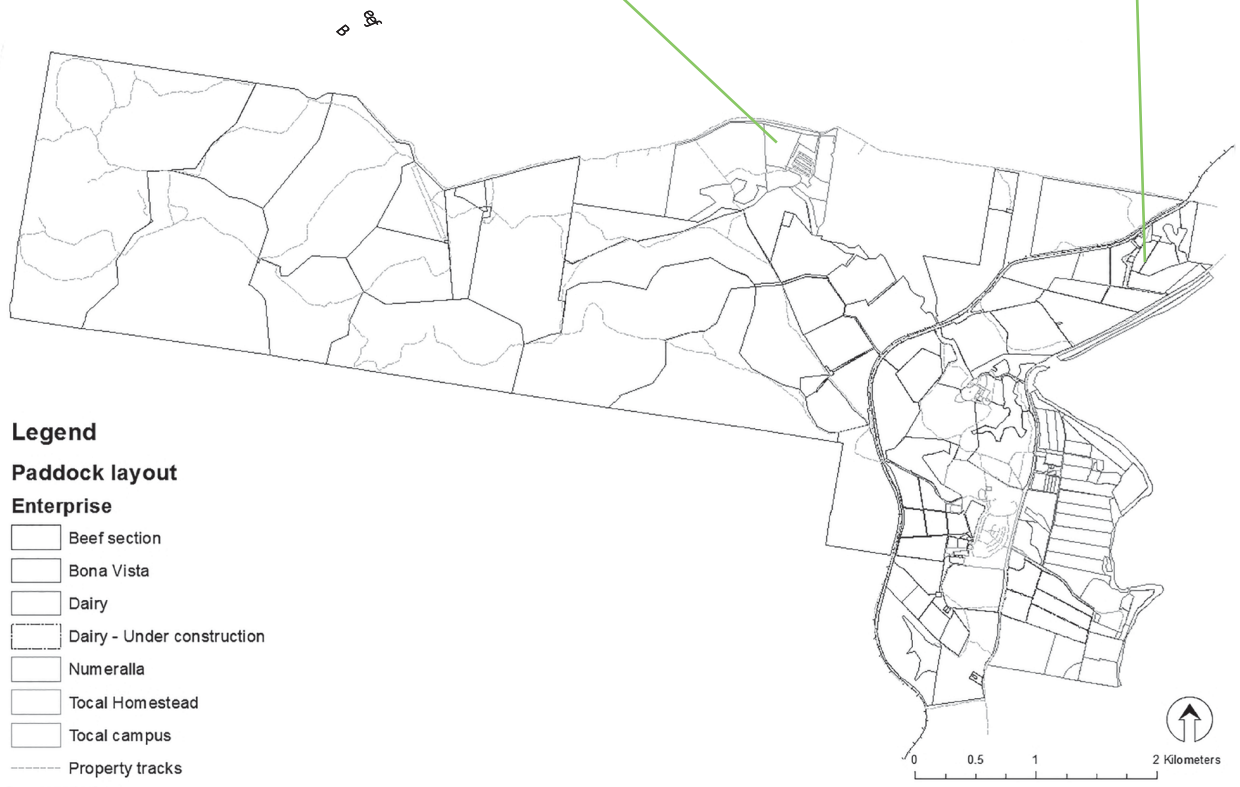 B eef
Legend
Paddock layout
Enterprise
Beef section
Bona Vista
Dairy
Dairy - Under construction
Numeralla
Tocal Homestead
Tocal campus
Property tracks
0 0.5 1 2 Kilometers